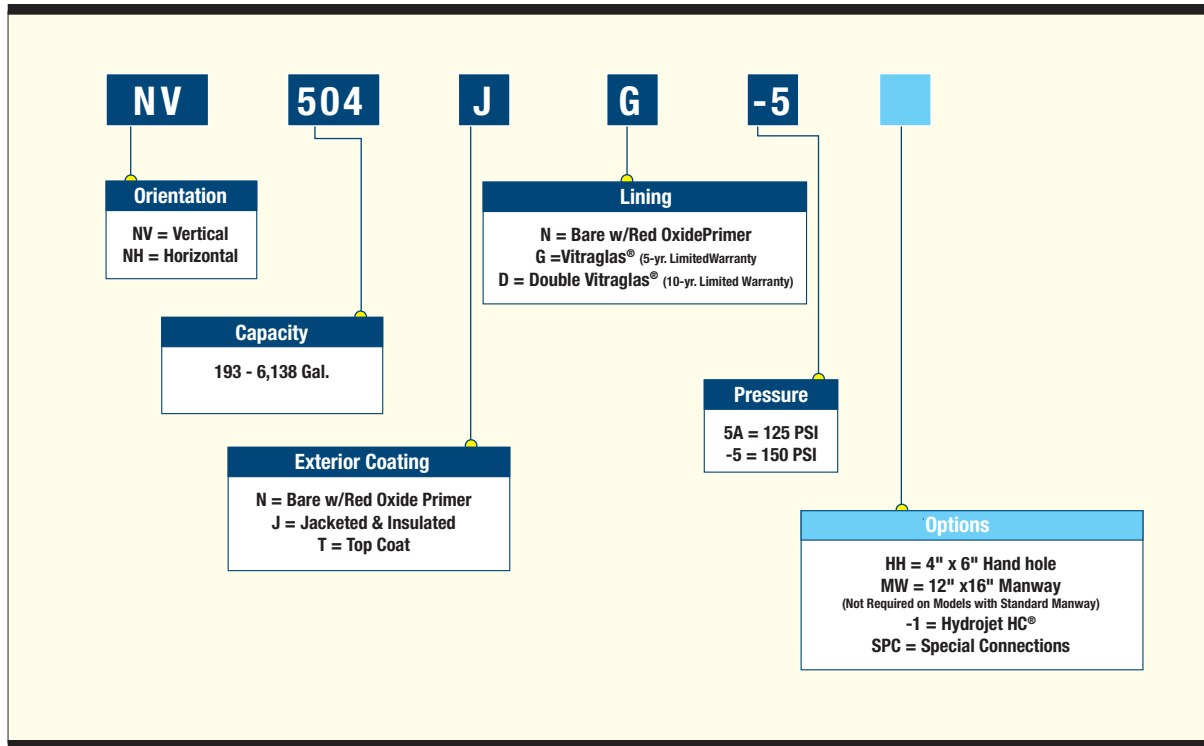 NV 504 J G -5
Orientation
NV = Vertical
NH = Horizontal
Lining
N = Bare w/Red OxidePrimer
G =Vitraglas® (5-yr. LimitedWarranty
D = Double Vitraglas® (10-yr. Limited Warranty)
Capacity
193 - 6,138 Gal.
Pressure
5A = 125 PSI
-5 = 150 PSI
Exterior Coating
N = Bare w/Red Oxide Primer
J = Jacketed & Insulated
T = Top Coat
Options
HH = 4" x 6" Hand hole
MW = 12" x16" Manway
(Not Required on Models with Standard Manway)
-1 = Hydrojet HC®
SPC = Special Connections